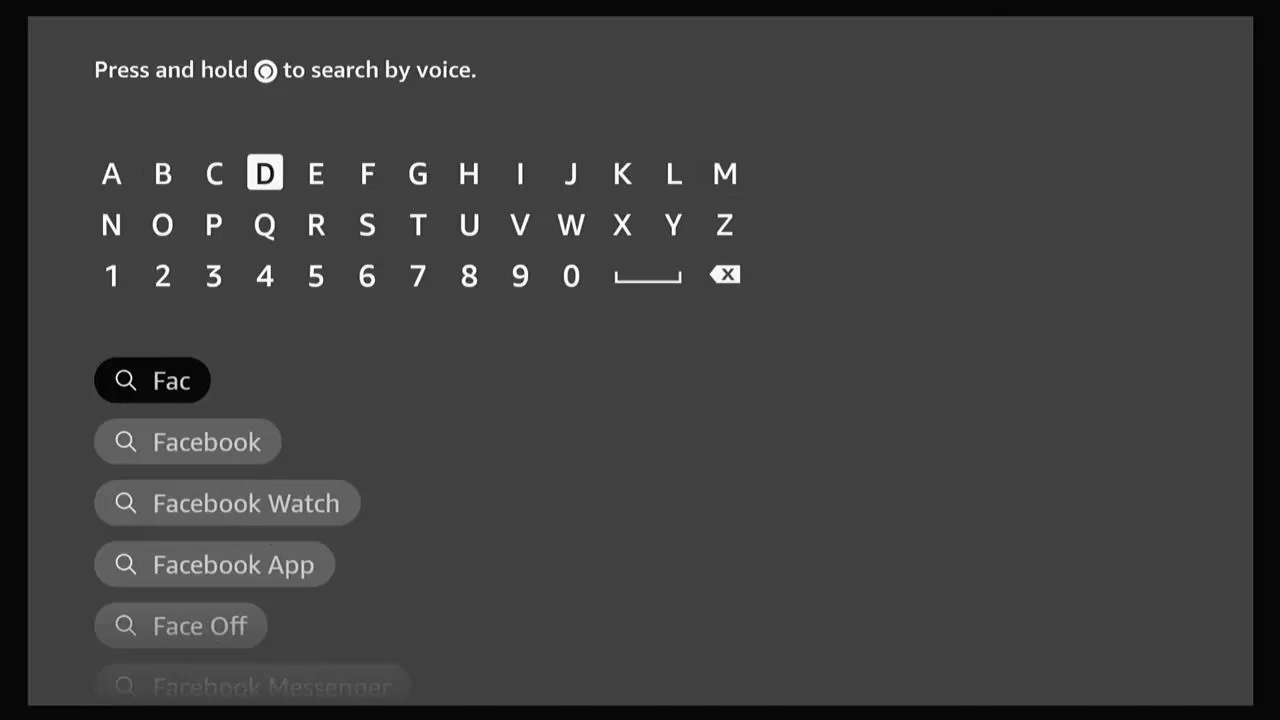 Press and hold to search by voice.
A B C D E F G H I J K L M
N O P Q R S T U V W X Y Z
1 2 3 4 5 6 7 8 9 0
Fac
Facebook
Facebook Watch
Facebook App
Face Off
Facebook Messenger